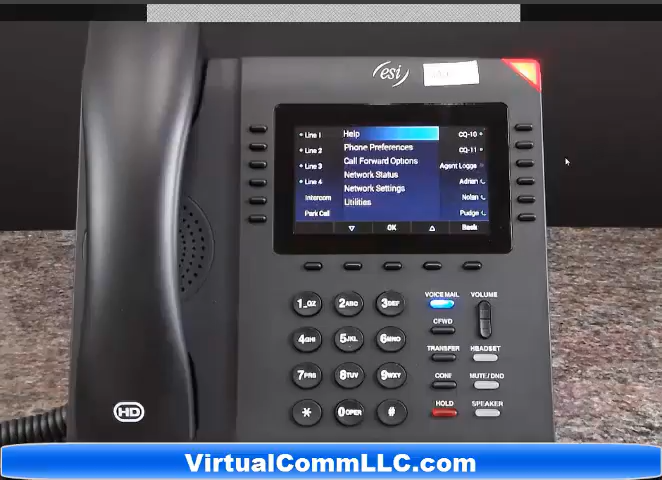 esi
Line 1
Help
CQ-10
Line 2
Phone Preferences
CQ-11
Line 3
Call Forward Options
Agent Logge
Line 4
Network Status
Adrian
Intercom
Network Settings
Nolan
Park Call
Utilities
Pudge
OK
Back
1_QZ
2ABC
3DEF
VOICE MAIL
VOLUME
4GHI
5JKL
6MNO
CFWD
TRANSFER
HEADSET
7PRS
8TUV
9WXY
CONF
MUTE / DND
*
0OPER
#
HOLD
SPEAKER
HD
VirtualCommLLC.com